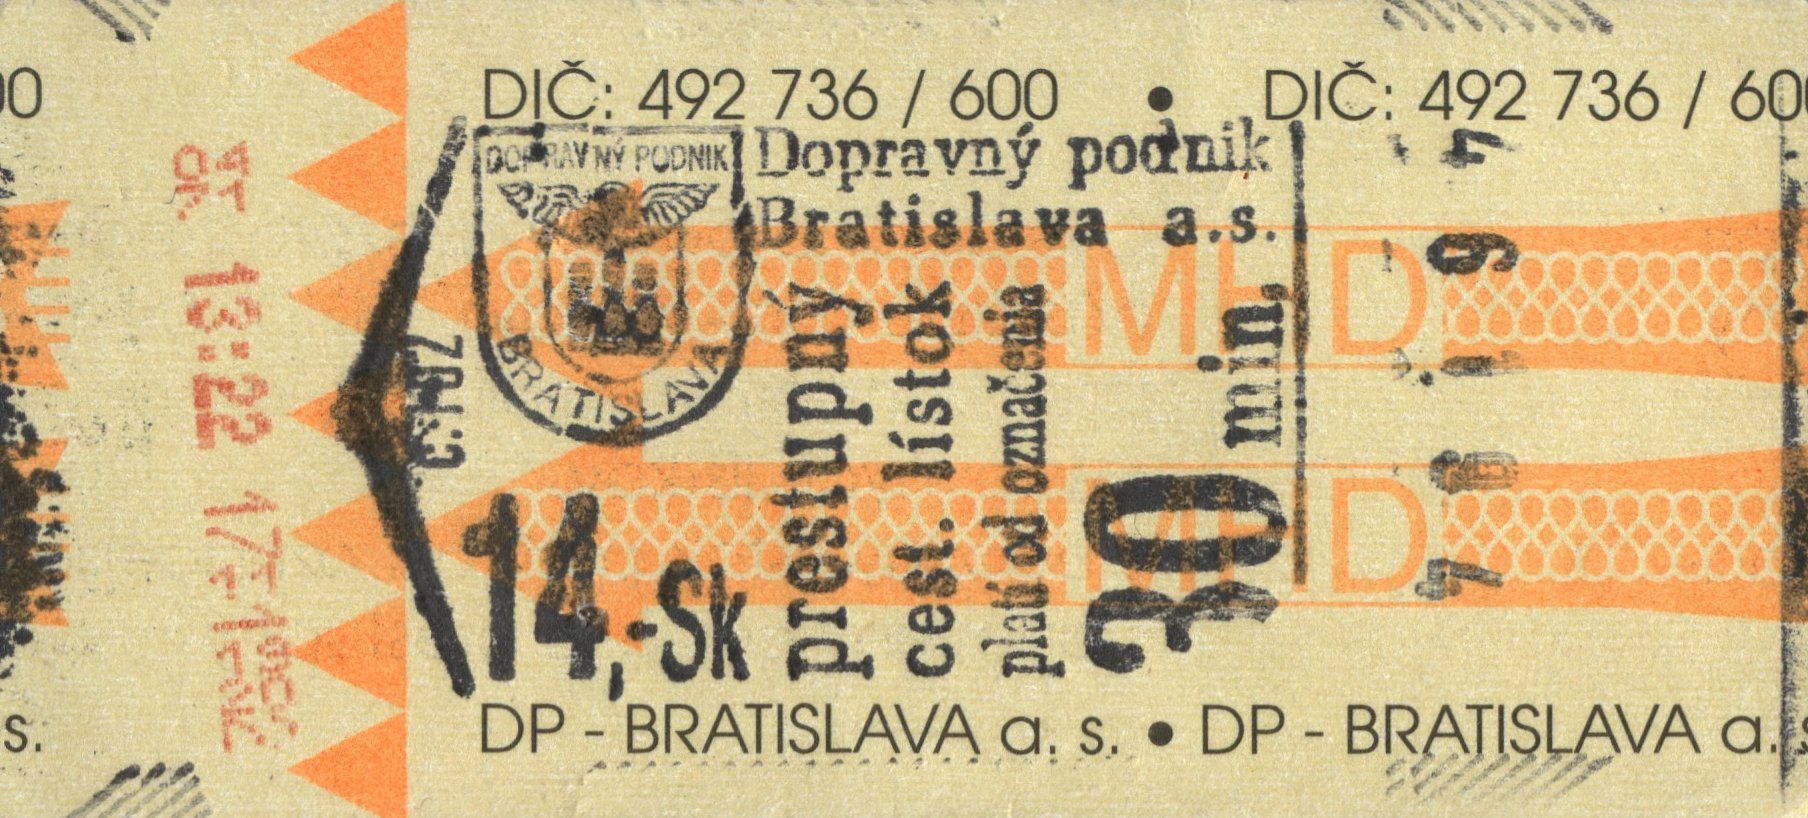 DIČ: 492 736 / 600 • DIČ: 492 736 / 600
DOPRAVNÝ PODNIK
BRATISLAVA
Dopravný podnik
Bratislava a.s.
14,-Sk
prestupný
cest. lístok
platí od označenia
30 min.
MHD
MHD
13:22
DP - BRATISLAVA a. s. • DP - BRATISLAVA a.
s.